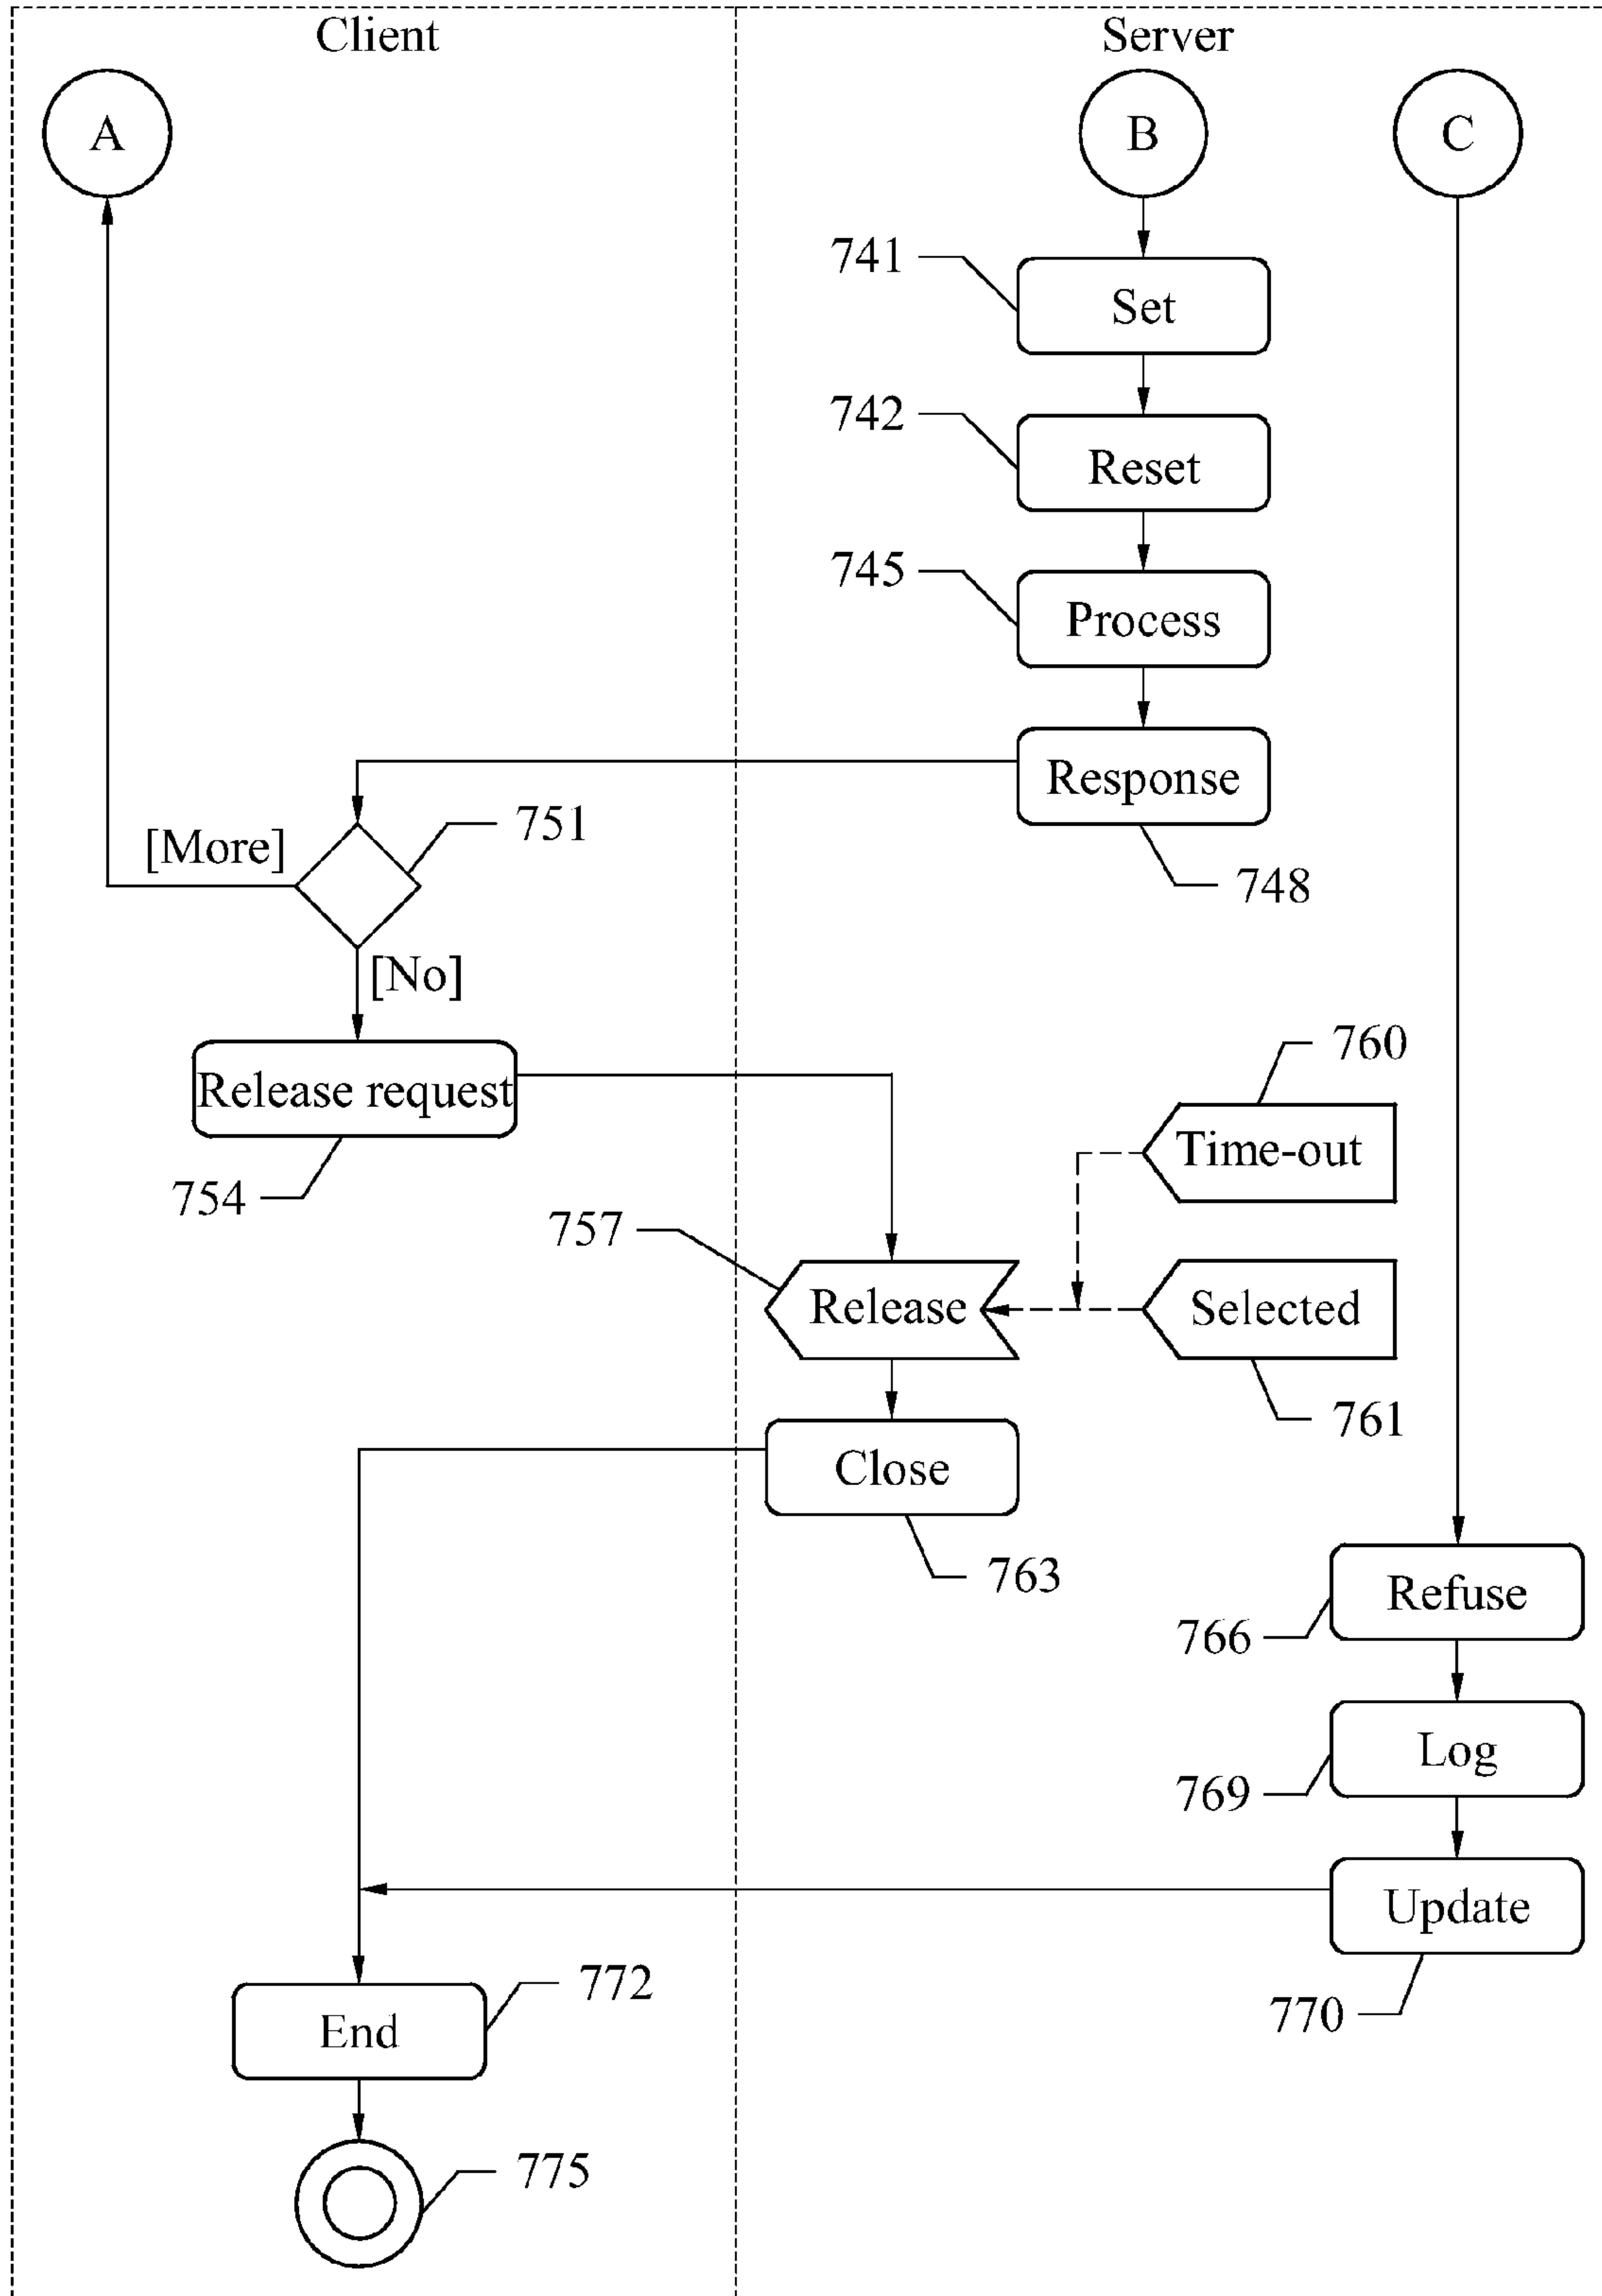 Client
Server
A
B
C
741
Set
742
Reset
745
Process
Response
748
751
[More]
[No]
Release request
754
760
Time-out
757
Release
Selected
761
Close
763
Refuse
766
Log
769
Update
770
772
End
775